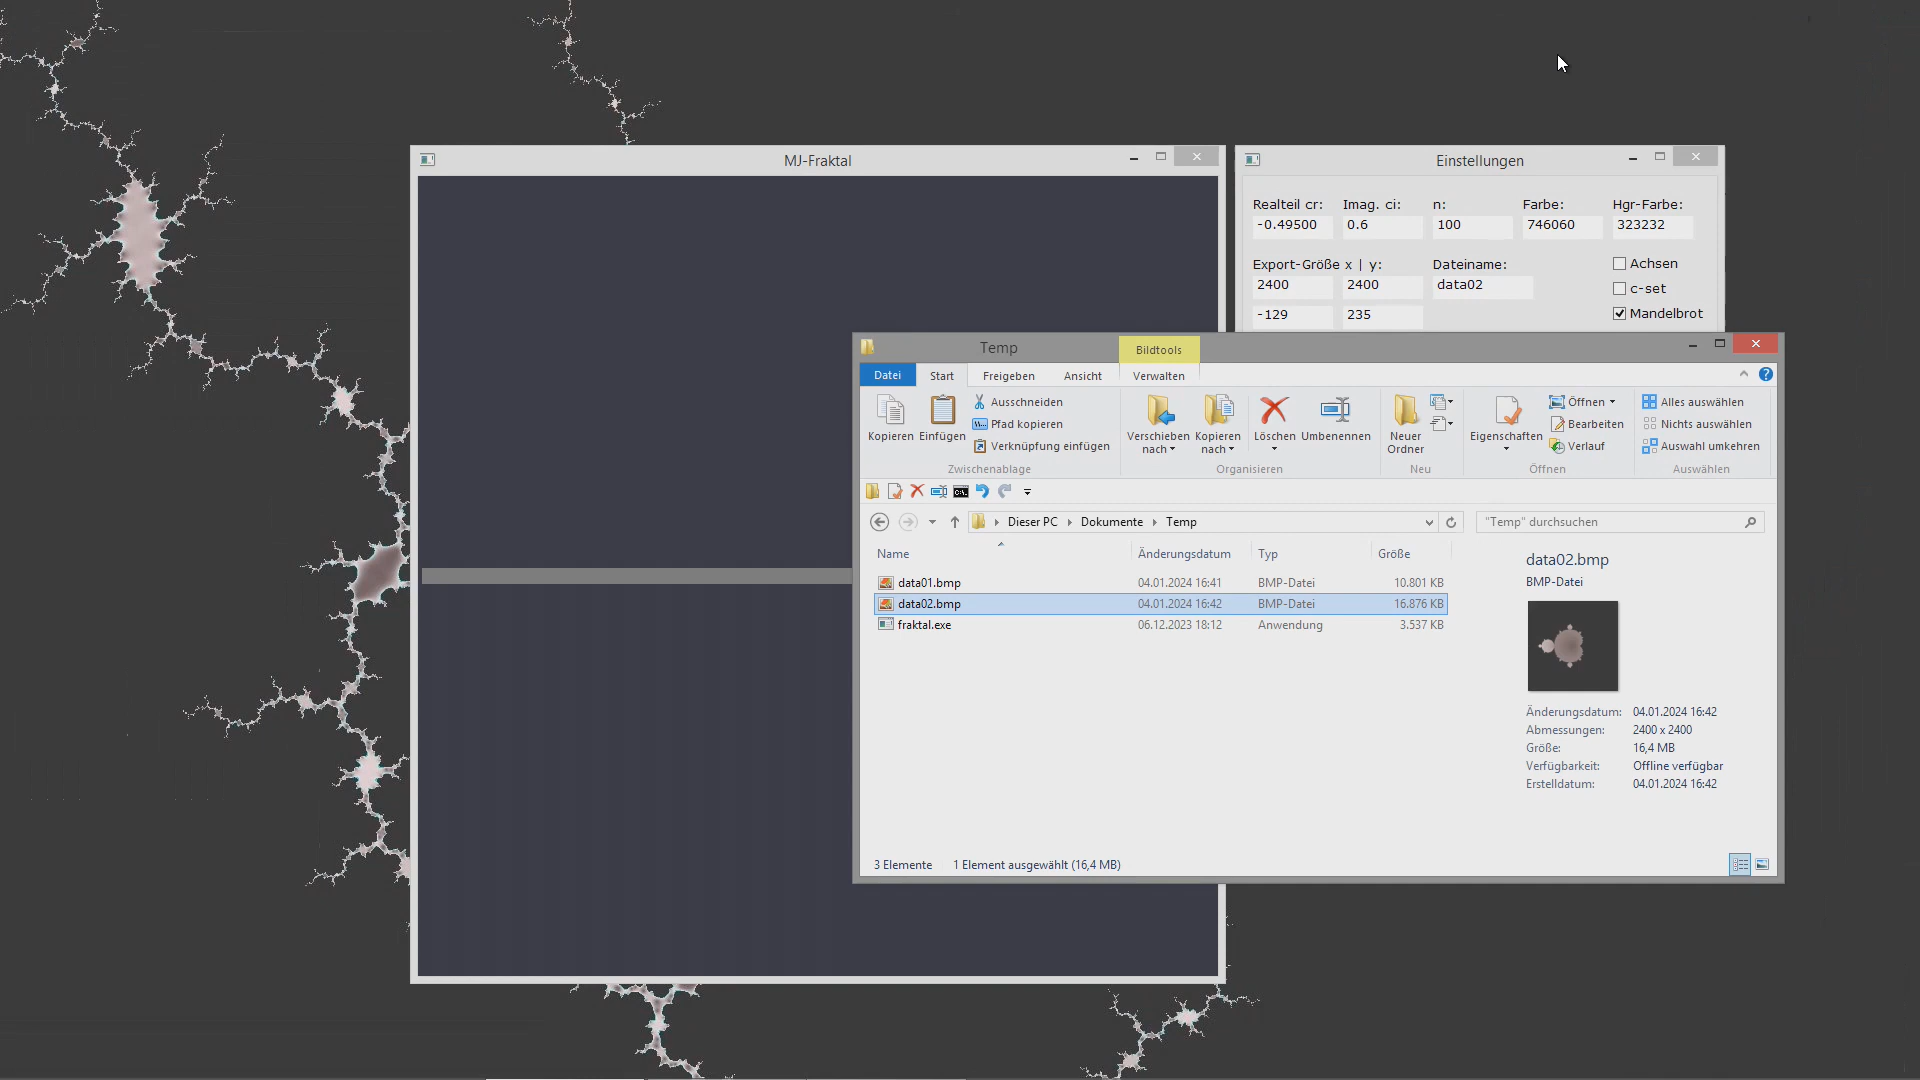 MJ-Fraktal
Einstellungen
Realteil cr: Imag. ci: n: Farbe: Hgr-Farbe:
-0.49500 0.6 100 746060 323232
Export-Größe x | y: Dateiname: Achsen
2400 2400 data02 c-set
-129 235 Mandelbrot
Temp Bildtools
Datei Start Freigeben Ansicht Verwalten
Kopieren Einfügen Ausschneiden
Pfad kopieren
Verknüpfung einfügen
Zwischenablage
Verschieben nach Kopieren nach Löschen Umbenennen
Organisieren
Neuer Ordner
Neu
Eigenschaften Öffnen
Bearbeiten
Verlauf
Öffnen
Alles auswählen
Nichts auswählen
Auswahl umkehren
Auswählen
C:\
Dieser PC Dokumente Temp "Temp" durchsuchen
Name Änderungsdatum Typ Größe
data01.bmp 04.01.2024 16:41 BMP-Datei 10.801 KB
data02.bmp 04.01.2024 16:42 BMP-Datei 16.876 KB
fraktal.exe 06.12.2023 18:12 Anwendung 3.537 KB
data02.bmp
BMP-Datei
Änderungsdatum: 04.01.2024 16:42
Abmessungen: 2400 x 2400
Größe: 16,4 MB
Verfügbarkeit: Offline verfügbar
Erstelldatum: 04.01.2024 16:42
3 Elemente 1 Element ausgewählt (16,4 MB)